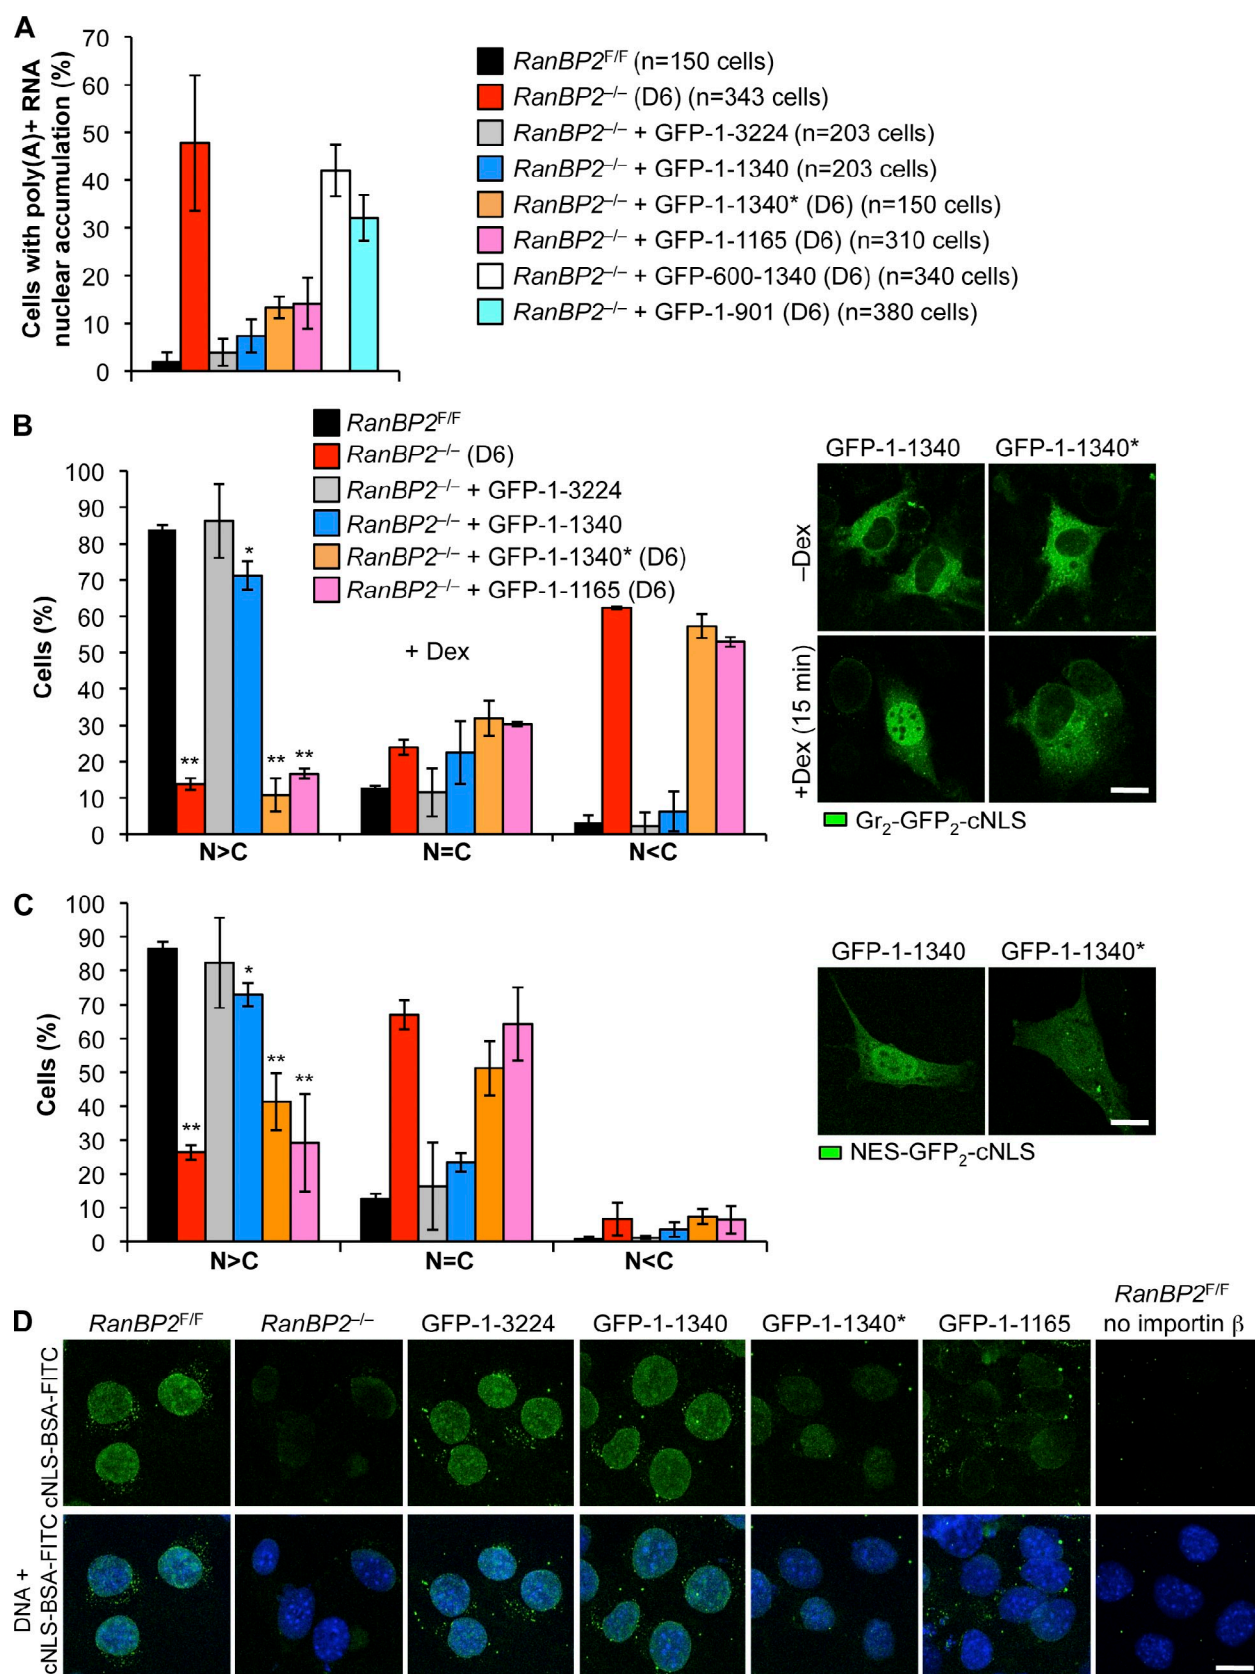 A
Cells with poly(A)+ RNA
nuclear accumulation (%)
70
60
50
40
30
20
10
0
RanBP2F/F (n=150 cells)
RanBP2–/– (D6) (n=343 cells)
RanBP2–/– + GFP-1-3224 (n=203 cells)
RanBP2–/– + GFP-1-1340 (n=203 cells)
RanBP2–/– + GFP-1-1340* (D6) (n=150 cells)
RanBP2–/– + GFP-1-1165 (D6) (n=310 cells)
RanBP2–/– + GFP-600-1340 (D6) (n=340 cells)
RanBP2–/– + GFP-1-901 (D6) (n=380 cells)
B
RanBP2F/F
RanBP2–/– (D6)
RanBP2–/– + GFP-1-3224
RanBP2–/– + GFP-1-1340
RanBP2–/– + GFP-1-1340* (D6)
RanBP2–/– + GFP-1-1165 (D6)
Cells (%)
100
90
80
70
60
50
40
30
20
10
0
** * ** **
+ Dex
N>C N=C N<C
GFP-1-1340 GFP-1-1340*
–Dex
+Dex (15 min)
Gr2-GFP2-cNLS
C
Cells (%)
100
90
80
70
60
50
40
30
20
10
0
** * ** **
N>C N=C N<C
GFP-1-1340 GFP-1-1340*
NES-GFP2-cNLS
D
RanBP2F/F RanBP2–/– GFP-1-3224 GFP-1-1340 GFP-1-1340* GFP-1-1165 RanBP2F/F
no importin β
cNLS-BSA-FITC
DNA +
cNLS-BSA-FITC